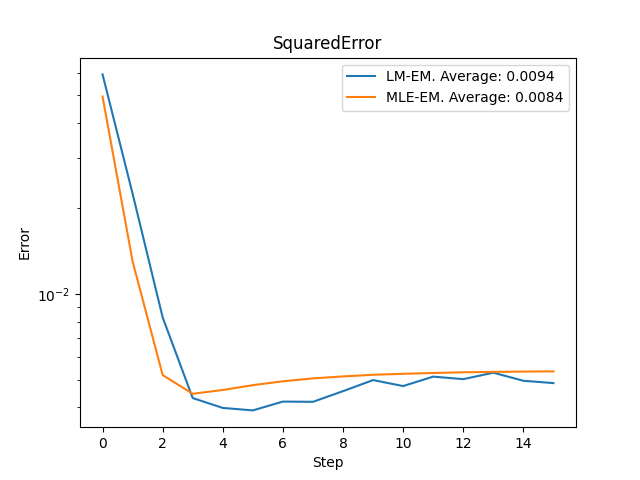 SquaredError
LM-EM. Average: 0.0094
MLE-EM. Average: 0.0084
Error
10⁻²
0 2 4 6 8 10 12 14
Step